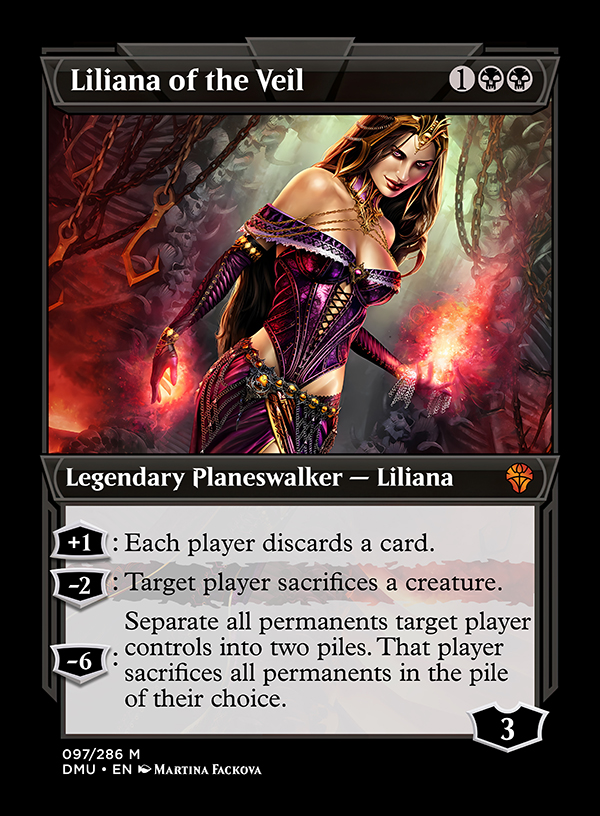 Liliana of the Veil 1
Legendary Planeswalker — Liliana
+1 : Each player discards a card.
-2 : Target player sacrifices a creature.
Separate all permanents target player
-6 : controls into two piles. That player
sacrifices all permanents in the pile
of their choice.
3
097/286 M
DMU • EN Martina Fackova